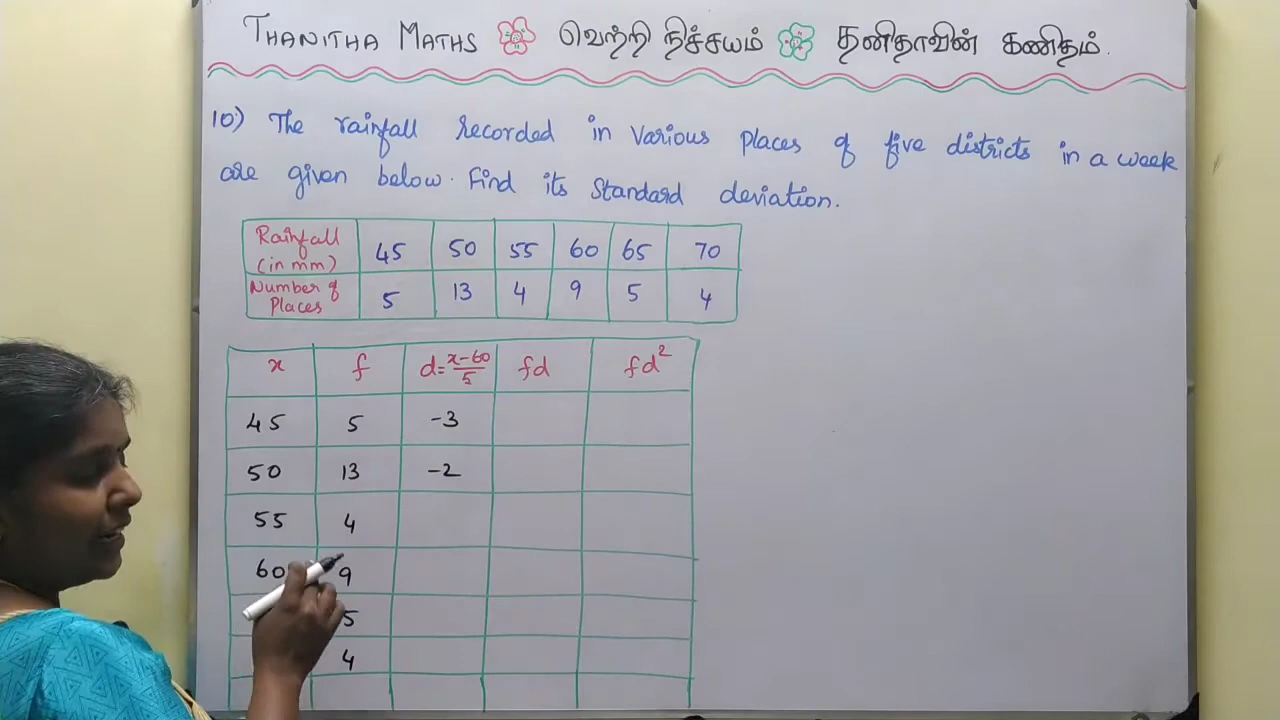 THANITHA MATHS வெற்றி நிச்சயம் தனிதாவின் கணிதம்.
10) The rainfall recorded in various places of five districts in a week
are given below. Find its Standard deviation.
Rainfall (in mm) 45 50 55 60 65 70
Number of Places 5 13 4 9 5 4
x f d=x-60/5 fd fd²
45 5 -3
50 13 -2
55 4
60 9
5
4